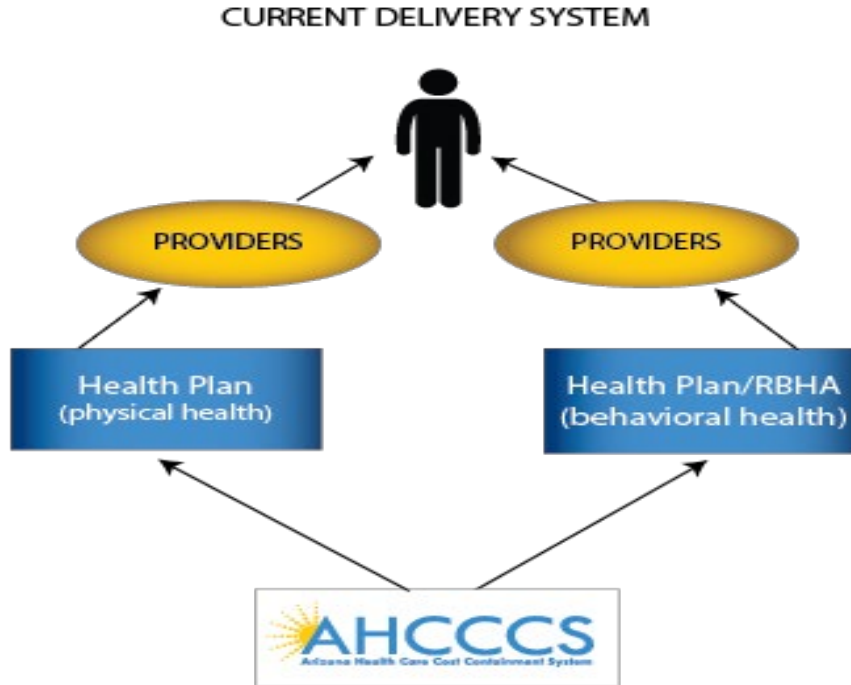 CURRENT DELIVERY SYSTEM
PROVIDERS
PROVIDERS
Health Plan
(physical health)
Health Plan/RBHA
(behavioral health)
AHCCCS
Arizona Health Care Cost Containment System